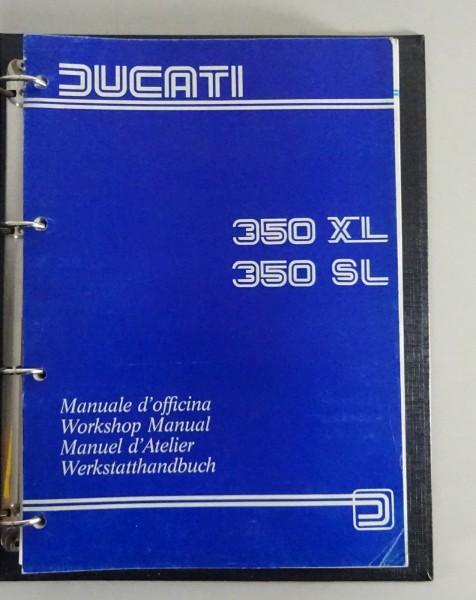 DUCATI
350 XL
350 SL
Manuale d'officina
Workshop Manual
Manuel d'Atelier
Werkstatthandbuch
D